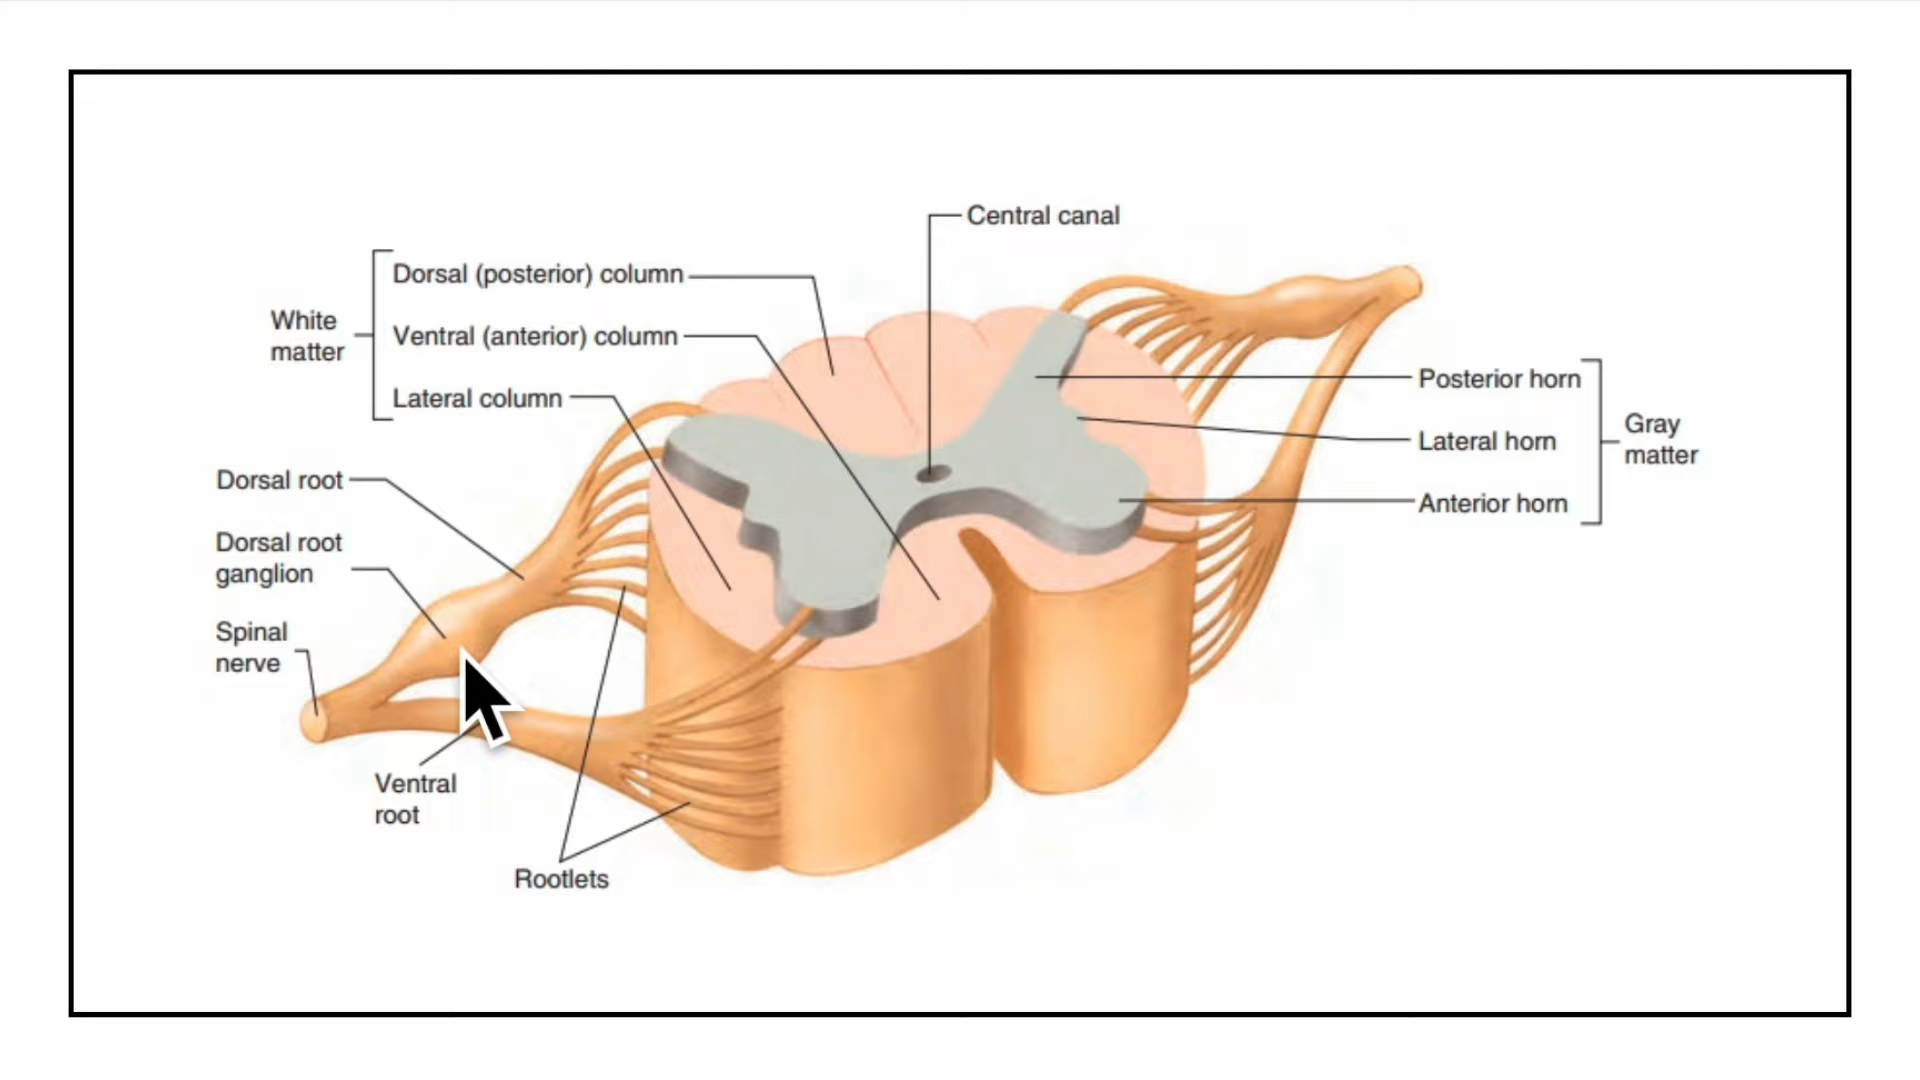 Central canal
White
matter
Dorsal (posterior) column
Ventral (anterior) column
Lateral column
Posterior horn
Lateral horn
Anterior horn
Gray
matter
Dorsal root
Dorsal root
ganglion
Spinal
nerve
Ventral
root
Rootlets